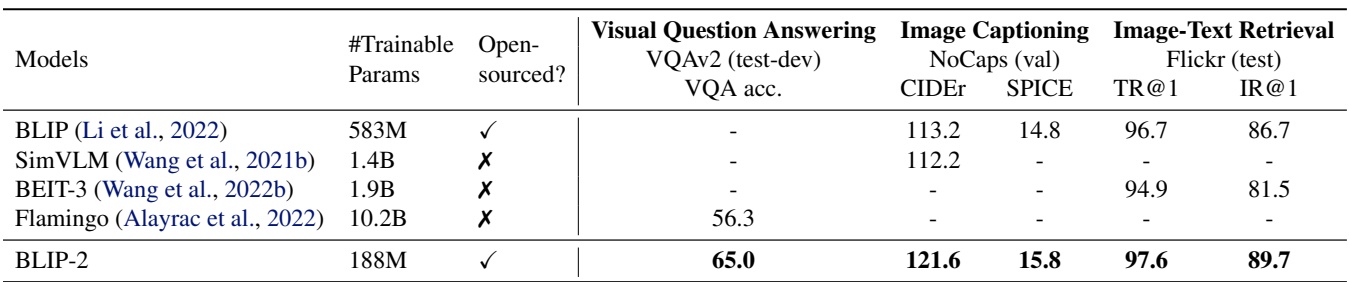 Models #Trainable Params Open-sourced? Visual Question Answering Image Captioning Image-Text Retrieval
VQAv2 (test-dev) NoCaps (val) Flickr (test)
VQA acc. CIDEr SPICE TR@1 IR@1
BLIP (Li et al., 2022) 583M ✓ - 113.2 14.8 96.7 86.7
SimVLM (Wang et al., 2021b) 1.4B ✗ - 112.2 - - -
BEIT-3 (Wang et al., 2022b) 1.9B ✗ - - - 94.9 81.5
Flamingo (Alayrac et al., 2022) 10.2B ✗ 56.3 - - - -
BLIP-2 188M ✓ 65.0 121.6 15.8 97.6 89.7